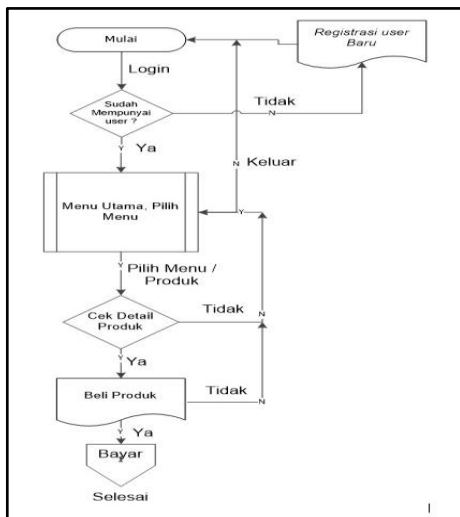 Mulai
Registrasi user
Baru
Login
Sudah
Mempunyai
user ?
Tidak
N
Y
Ya
N
Keluar
Menu Utama, Pilih
Menu
Y
Y
Pilih Menu /
Produk
Cek Detail
Produk
Tidak
N
Y
Ya
Beli Produk
Tidak
N
Y
Ya
Bayar
Selesai